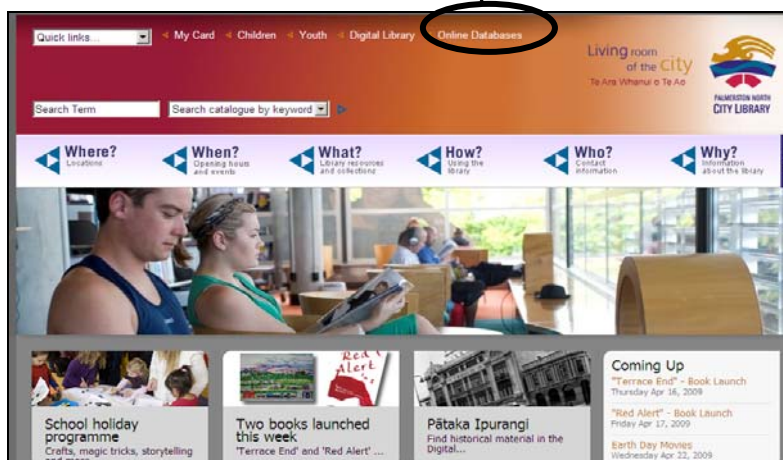 Quick links...
My Card
Children
Youth
Digital Library
Online Databases
Living room
of the city
Te Ara Whanui o Te Ao
PALMERSTON NORTH
CITY LIBRARY
Search Term
Search catalogue by keyword
Where?
Locations
When?
Opening hours
and events
What?
Library resources
and collections
How?
Using the
library
Who?
Contact
information
Why?
Information
about the library
School holiday
programme
Crafts, magic tricks, storytelling
and more...
Red
Alert
Two books launched
this week
'Terrace End' and 'Red Alert' ...
Pātaka Ipurangi
Find historical material in the
Digital...
Coming Up
"Terrace End" - Book Launch
Thursday Apr 16, 2009
"Red Alert" - Book Launch
Friday Apr 17, 2009
Earth Day Movies
Wednesday Apr 22, 2009